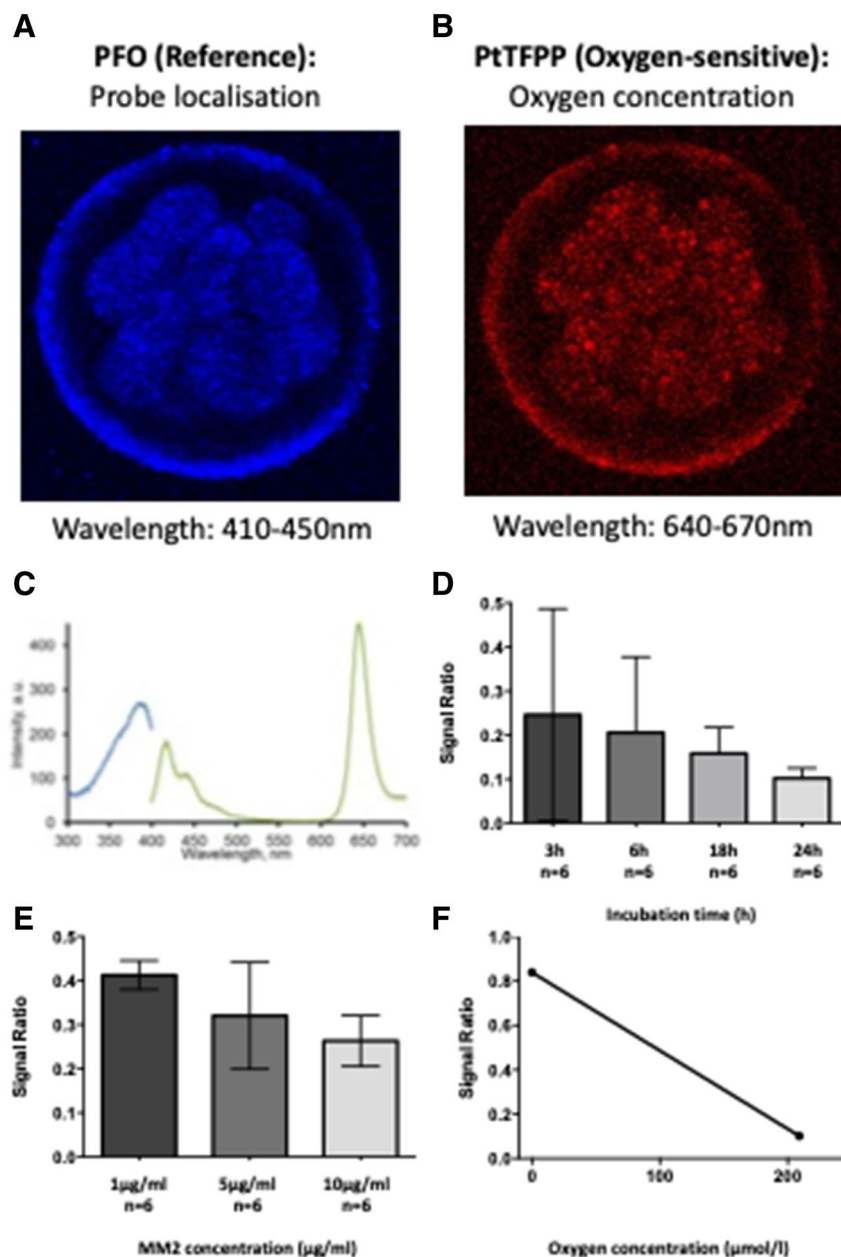 A
PFO (Reference):
Probe localisation
Wavelength: 410-450nm
B
PtTFPP (Oxygen-sensitive):
Oxygen concentration
Wavelength: 640-670nm
C
Intensity, a.u.
400
300
200
100
0
300 350 400 450 500 550 600 650 700
Wavelength, nm
D
Signal Ratio
0.5
0.4
0.3
0.2
0.1
0.0
3h 6h 18h 24h
n=6 n=6 n=6 n=6
Incubation time (h)
E
Signal Ratio
0.5
0.4
0.3
0.2
0.1
0.0
1µg/ml 5µg/ml 10µg/ml
n=6 n=6 n=6
MM2 concentration (µg/ml)
F
Signal Ratio
1.0
0.8
0.6
0.4
0.2
0.0
0 100 200
Oxygen concentration (µmol/l)